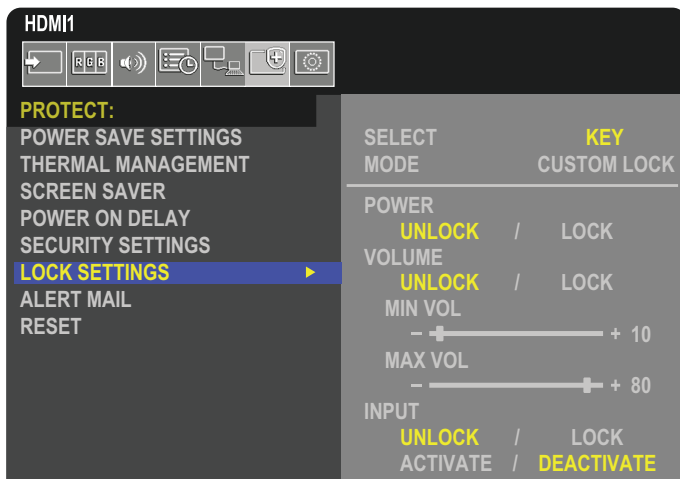 HDMI1
R G B
PROTECT:
POWER SAVE SETTINGS
THERMAL MANAGEMENT
SCREEN SAVER
POWER ON DELAY
SECURITY SETTINGS
LOCK SETTINGS
ALERT MAIL
RESET
SELECT KEY
MODE CUSTOM LOCK
POWER
UNLOCK / LOCK
VOLUME
UNLOCK / LOCK
MIN VOL
− + 10
MAX VOL
− + 80
INPUT
UNLOCK / LOCK
ACTIVATE / DEACTIVATE